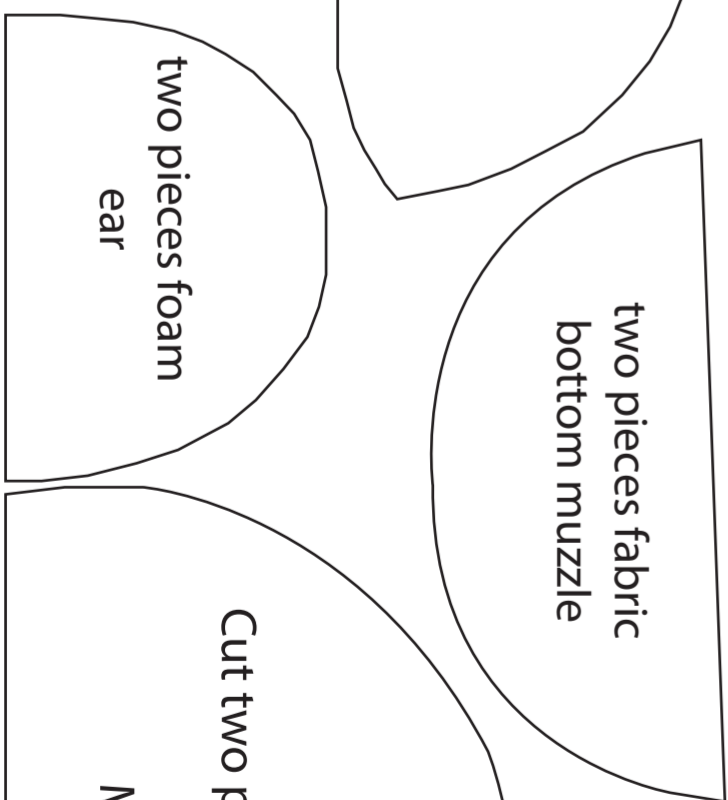 two pieces foam
ear
two pieces fabric
bottom muzzle
Cut two